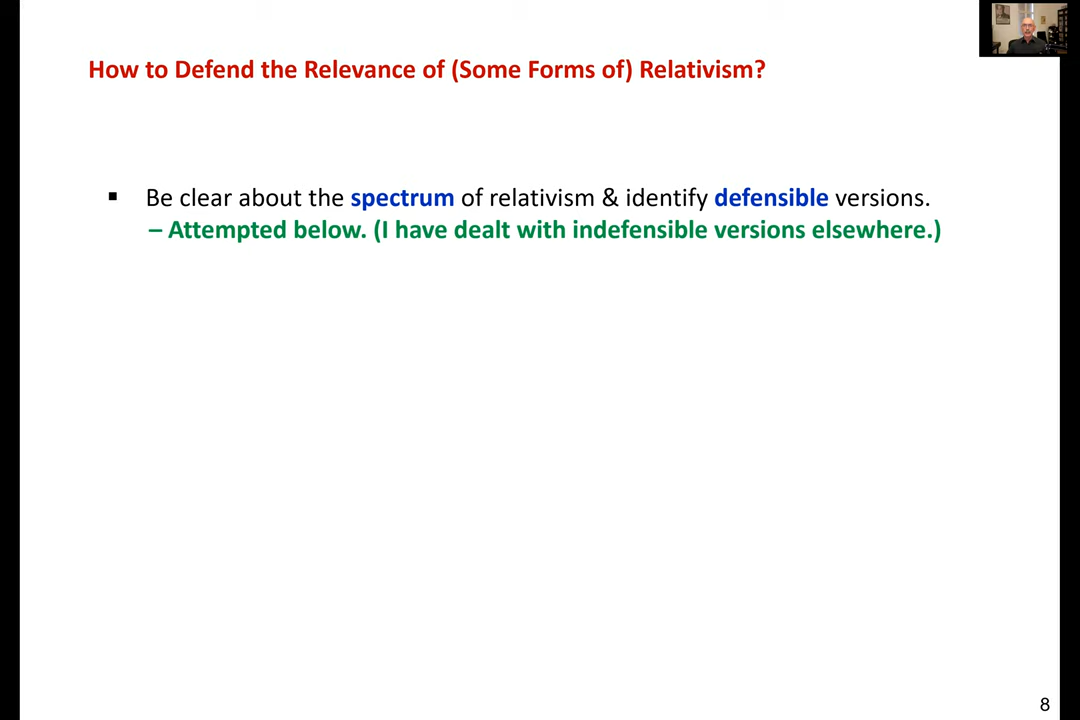 How to Defend the Relevance of (Some Forms of) Relativism?
▪ Be clear about the spectrum of relativism & identify defensible versions.
– Attempted below. (I have dealt with indefensible versions elsewhere.)
8